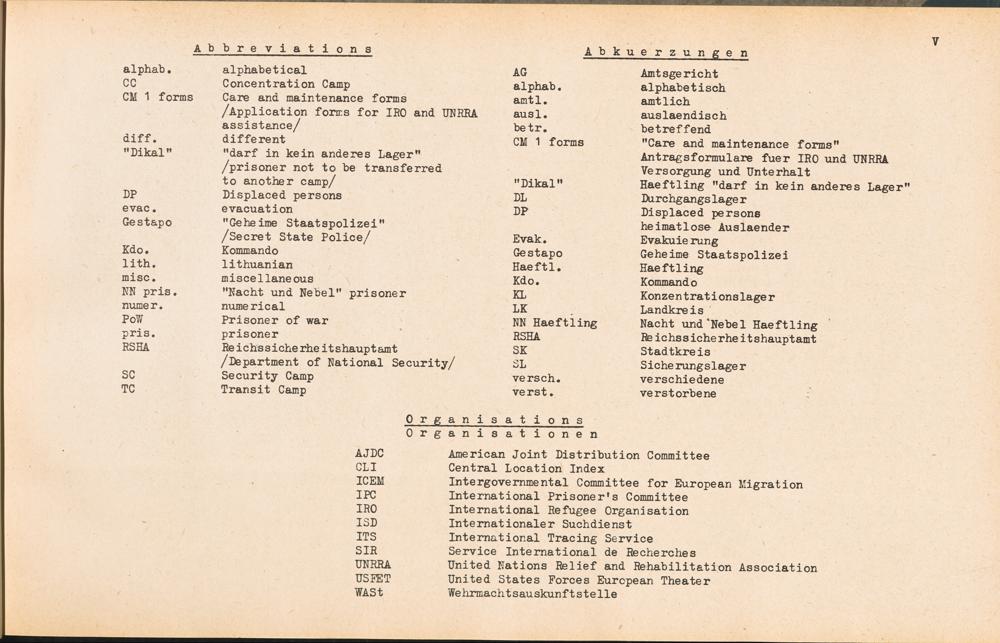 V
A b b r e v i a t i o n s
alphab. alphabetical
CC Concentration Camp
CM 1 forms Care and maintenance forms
/Application forms for IRO and UNRRA
assistance/
diff. different
"Dikal" "darf in kein anderes Lager"
/prisoner not to be transferred
to another camp/
DP Displaced persons
evac. evacuation
Gestapo "Geheime Staatspolizei"
/Secret State Police/
Kdo. Kommando
lith. lithuanian
misc. miscellaneous
NN pris. "Nacht und Nebel" prisoner
numer. numerical
PoW Prisoner of war
pris. prisoner
RSHA Reichssicherheitshauptamt
/Department of National Security/
SC Security Camp
TC Transit Camp
A b k u e r z u n g e n
AG Amtsgericht
alphab. alphabetisch
amtl. amtlich
ausl. auslaendisch
betr. betreffend
CM 1 forms "Care and maintenance forms"
Antragsformulare fuer IRO und UNRRA
Versorgung und Unterhalt
"Dikal" Haeftling "darf in kein anderes Lager"
DL Durchgangslager
DP Displaced persons
heimatlose Auslaender
Evak. Evakuierung
Gestapo Geheime Staatspolizei
Haeftl. Haeftling
Kdo. Kommando
KL Konzentrationslager
LK Landkreis
NN Haeftling Nacht und Nebel Haeftling
RSHA Reichssicherheitshauptamt
SK Stadtkreis
SL Sicherungslager
versch. verschiedene
verst. verstorbene
O r g a n i s a t i o n s
O r g a n i s a t i o n e n
AJDC American Joint Distribution Committee
CLI Central Location Index
ICEM Intergovernmental Committee for European Migration
IPC International Prisoner's Committee
IRO International Refugee Organisation
ISD Internationaler Suchdienst
ITS International Tracing Service
SIR Service International de Recherches
UNRRA United Nations Relief and Rehabilitation Association
USFET United States Forces European Theater
WASt Wehrmachtsauskunftstelle